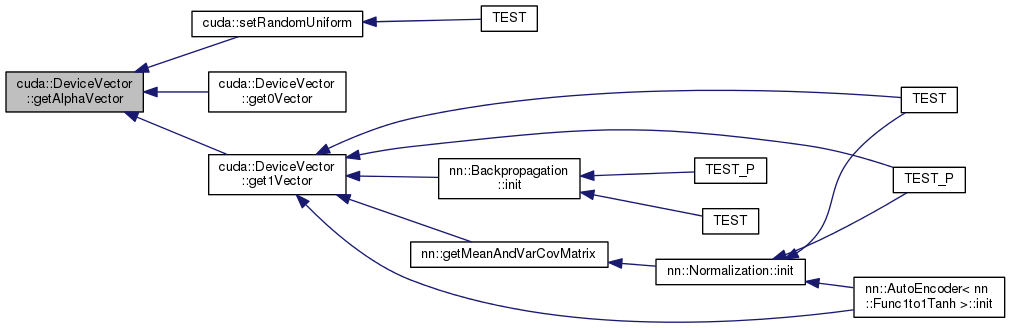 cuda::setRandomUniform
TEST
cuda::DeviceVector
::getAlphaVector
cuda::DeviceVector
::get0Vector
TEST
cuda::DeviceVector
::get1Vector
nn::Backpropagation
::init
TEST_P
TEST_P
TEST
nn::getMeanAndVarCovMatrix
nn::Normalization::init
nn::AutoEncoder< nn
::Func1to1Tanh >::init